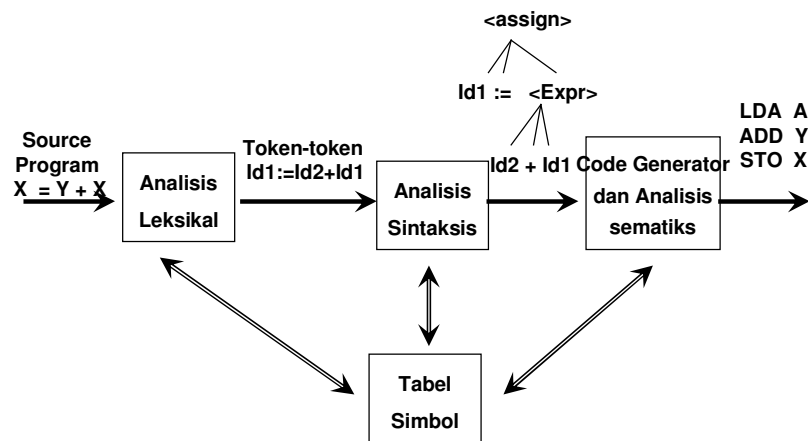 <assign>
Id1 := <Expr>
Id2 + Id1
Source
Program
X = Y + X
Analisis
Leksikal
Token-token
Id1:=Id2+Id1
Analisis
Sintaksis
Code Generator
dan Analisis
sematiks
LDA A
ADD Y
STO X
Tabel
Simbol